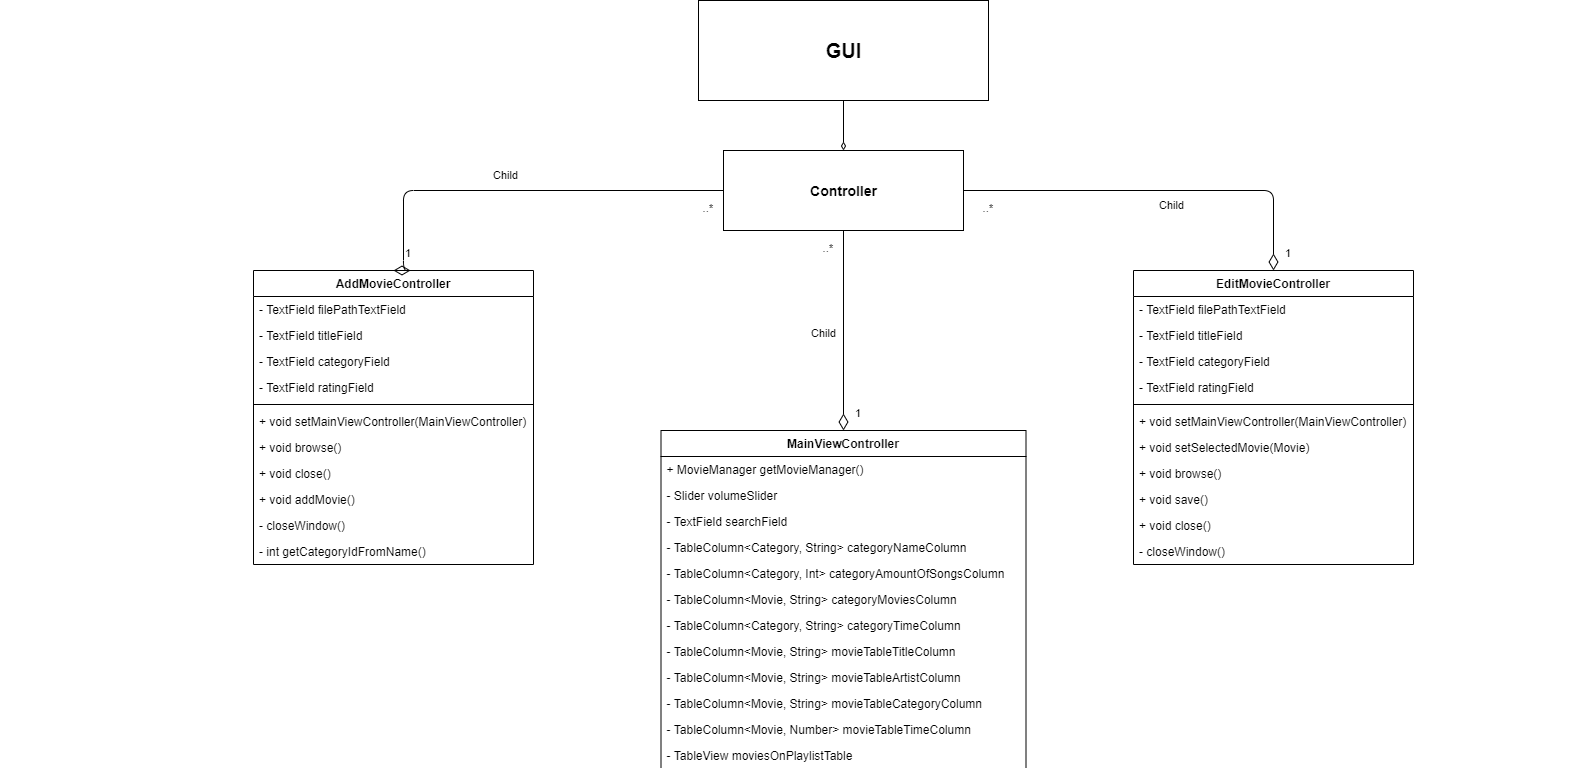 GUI
Controller
Child
..*
1
Child
..*
1
..*
Child
1
AddMovieController
- TextField filePathTextField
- TextField titleField
- TextField categoryField
- TextField ratingField
+ void setMainViewController(MainViewController)
+ void browse()
+ void close()
+ void addMovie()
- closeWindow()
- int getCategoryIdFromName()
MainViewController
+ MovieManager getMovieManager()
- Slider volumeSlider
- TextField searchField
- TableColumn<Category, String> categoryNameColumn
- TableColumn<Category, Int> categoryAmountOfSongsColumn
- TableColumn<Movie, String> categoryMoviesColumn
- TableColumn<Category, String> categoryTimeColumn
- TableColumn<Movie, String> movieTableTitleColumn
- TableColumn<Movie, String> movieTableArtistColumn
- TableColumn<Movie, String> movieTableCategoryColumn
- TableColumn<Movie, Number> movieTableTimeColumn
- TableView moviesOnPlaylistTable
EditMovieController
- TextField filePathTextField
- TextField titleField
- TextField categoryField
- TextField ratingField
+ void setMainViewController(MainViewController)
+ void setSelectedMovie(Movie)
+ void browse()
+ void save()
+ void close()
- closeWindow()